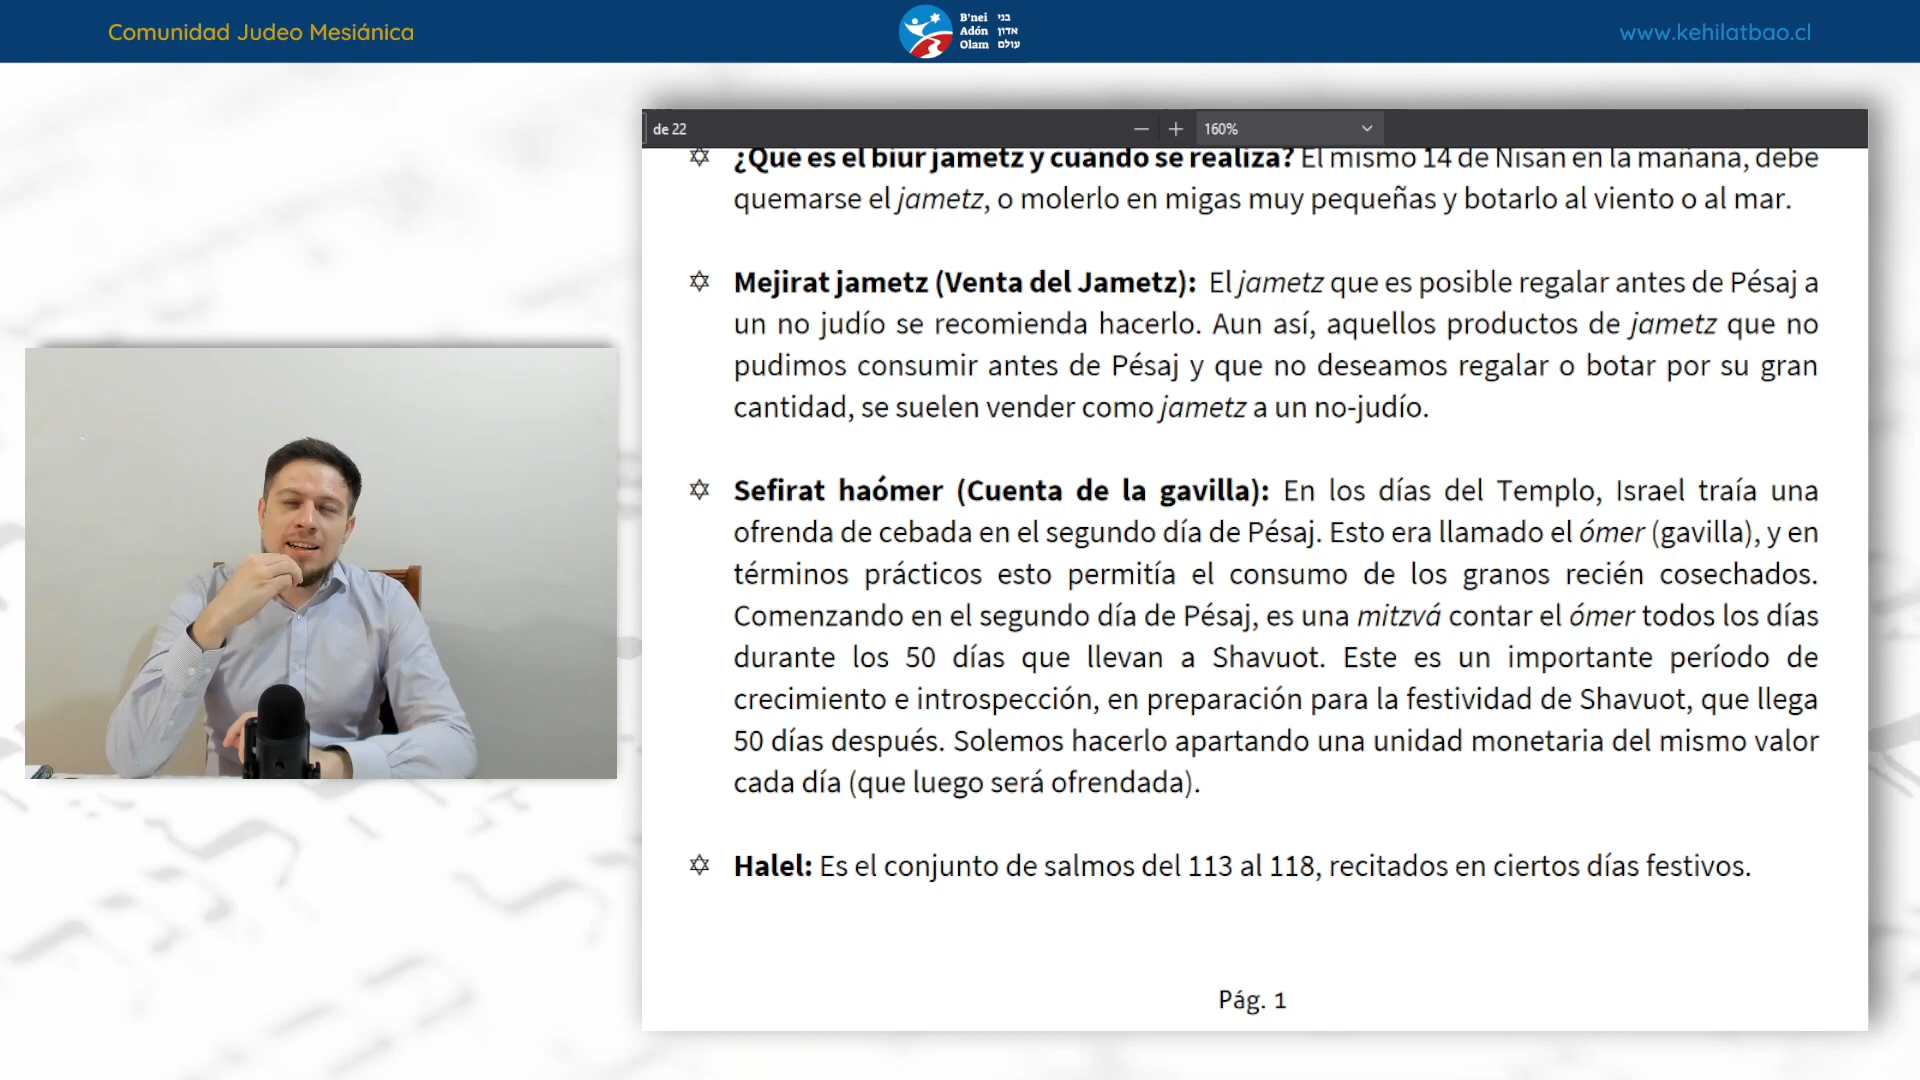 Comunidad Judeo Mesiánica
B'nei בני
Adón אדון
Olam עולם
www.kehilatbao.cl
de 22
160%
¿Qué es el biur jametz y cuándo se realiza? El mismo 14 de Nisán en la mañana, debe
quemarse el jametz, o molerlo en migas muy pequeñas y botarlo al viento o al mar.
Mejirat jametz (Venta del Jametz): El jametz que es posible regalar antes de Pésaj a
un no judío se recomienda hacerlo. Aun así, aquellos productos de jametz que no
pudimos consumir antes de Pésaj y que no deseamos regalar o botar por su gran
cantidad, se suelen vender como jametz a un no-judío.
Sefirat haómer (Cuenta de la gavilla): En los días del Templo, Israel traía una
ofrenda de cebada en el segundo día de Pésaj. Esto era llamado el ómer (gavilla), y en
términos prácticos esto permitía el consumo de los granos recién cosechados.
Comenzando en el segundo día de Pésaj, es una mitzvá contar el ómer todos los días
durante los 50 días que llevan a Shavuot. Este es un importante período de
crecimiento e introspección, en preparación para la festividad de Shavuot, que llega
50 días después. Solemos hacerlo apartando una unidad monetaria del mismo valor
cada día (que luego será ofrendada).
Halel: Es el conjunto de salmos del 113 al 118, recitados en ciertos días festivos.
Pág. 1